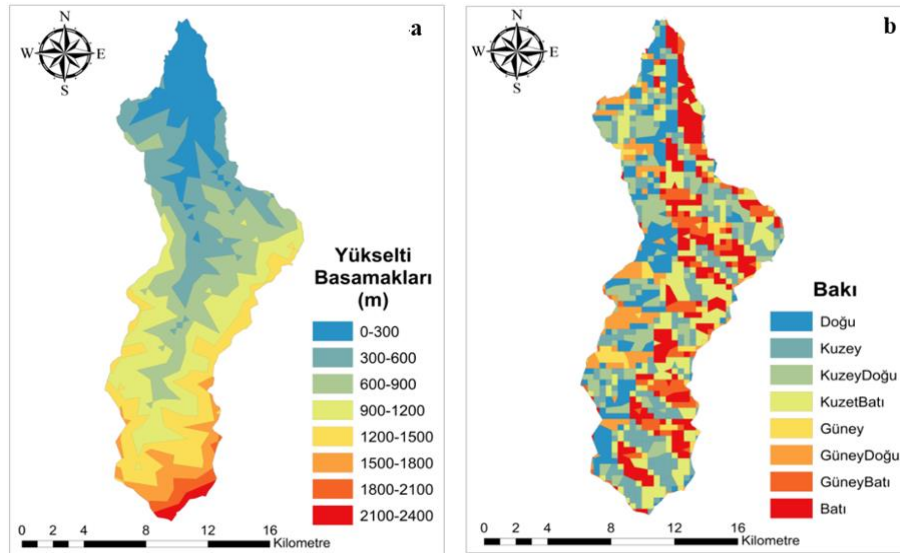 a
N
W E
S
Yükselti
Basamakları
(m)
0-300
300-600
600-900
900-1200
1200-1500
1500-1800
1800-2100
2100-2400
0 2 4 8 12 16
Kilometre
b
N
W E
S
Bakı
Doğu
Kuzey
KuzeyDoğu
KuzetBatı
Güney
GüneyDoğu
GüneyBatı
Batı
0 2 4 8 12 16
Kilometre